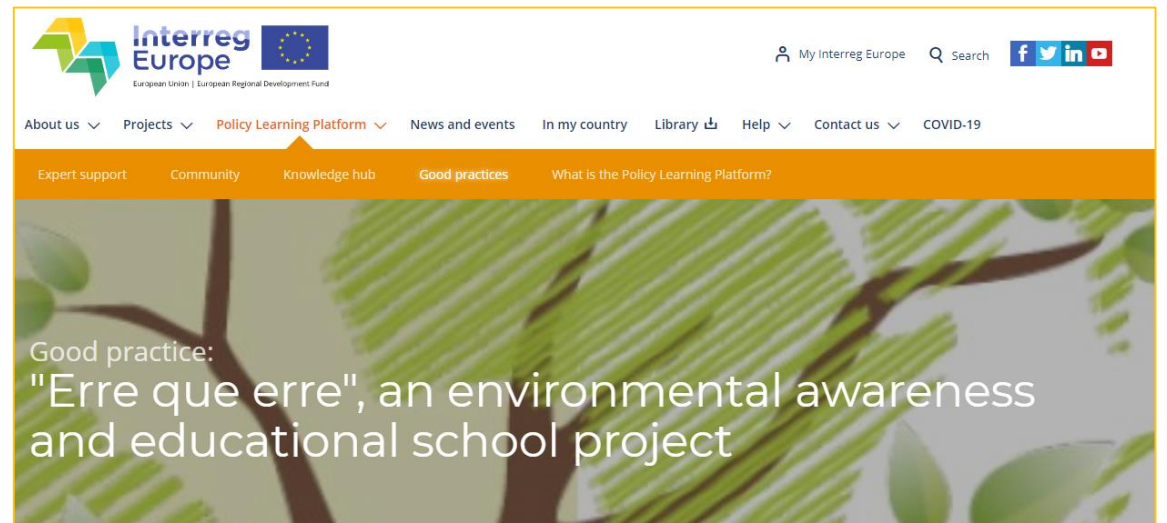 Interreg
Europe
European Union | European Regional Development Fund
My Interreg Europe
Search
f
in
About us
Projects
Policy Learning Platform
News and events
In my country
Library
Help
Contact us
COVID-19
Expert support
Community
Knowledge hub
Good practices
What is the Policy Learning Platform?
Good practice:
"Erre que erre", an environmental awareness
and educational school project